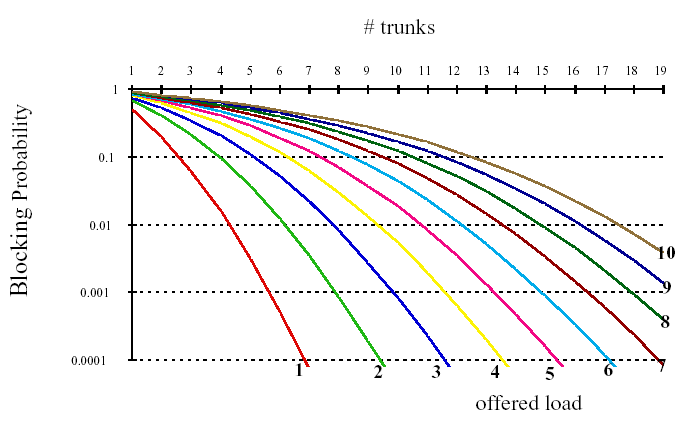 # trunks
1 2 3 4 5 6 7 8 9 10 11 12 13 14 15 16 17 18 19
Blocking Probability
1
0.1
0.01
0.001
0.0001
10
9
8
1 2 3 4 5 6 7
offered load